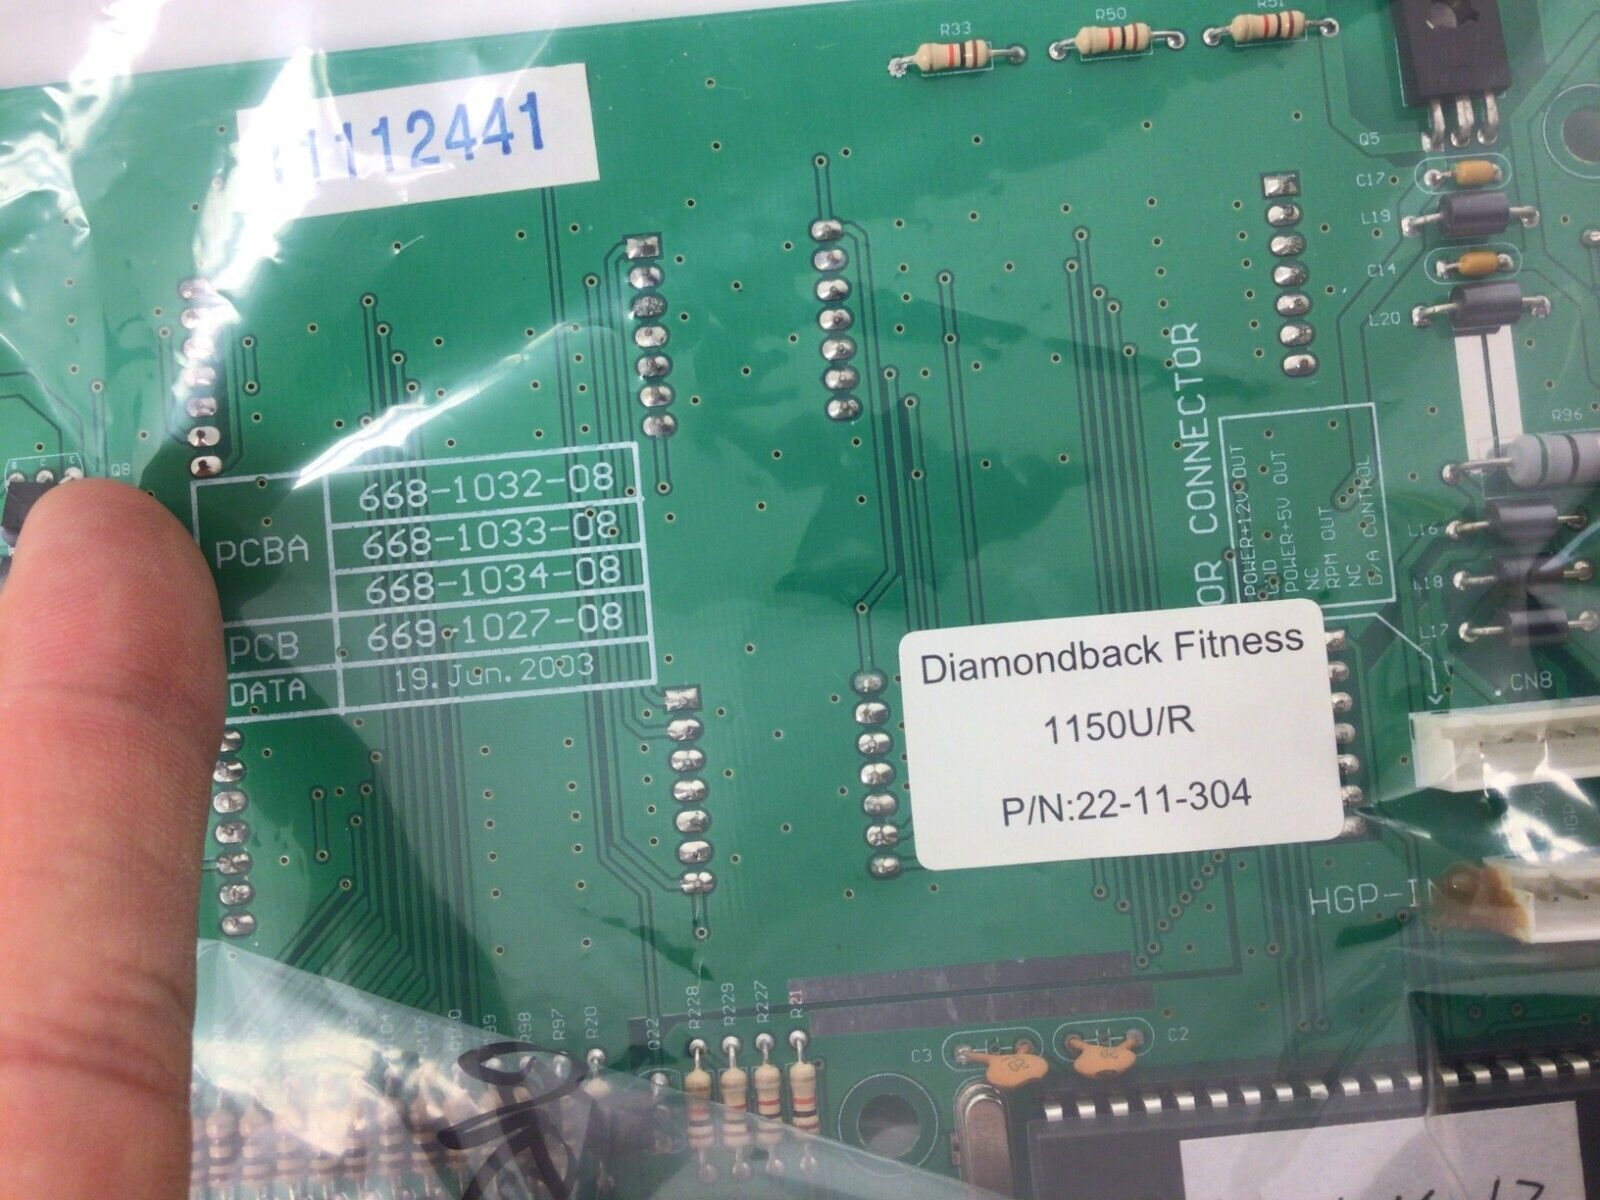 R33
R50
R51
11112441
Q5
C17
L19
C14
L20
R96
OR CONNECTOR
POWER+12V OUT
GND
POWER+5V OUT
NC
RPM OUT
NC
D/A CONTROL
L16
L18
L17
CN8
Q8
PCBA
668-1032-08
668-1033-08
668-1034-08
PCB
669-1027-08
DATA
19.Jun.2003
Diamondback Fitness
1150U/R
P/N:22-11-304
HGP-IN
R98
R97
R20
Q22
R228
R229
R227
R21
C3
C2